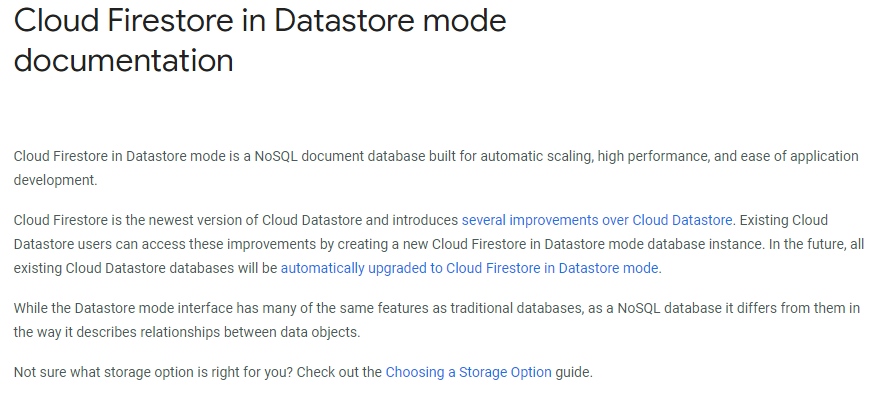 Cloud Firestore in Datastore mode
documentation
Cloud Firestore in Datastore mode is a NoSQL document database built for automatic scaling, high performance, and ease of application
development.
Cloud Firestore is the newest version of Cloud Datastore and introduces several improvements over Cloud Datastore. Existing Cloud
Datastore users can access these improvements by creating a new Cloud Firestore in Datastore mode database instance. In the future, all
existing Cloud Datastore databases will be automatically upgraded to Cloud Firestore in Datastore mode.
While the Datastore mode interface has many of the same features as traditional databases, as a NoSQL database it differs from them in
the way it describes relationships between data objects.
Not sure what storage option is right for you? Check out the Choosing a Storage Option guide.